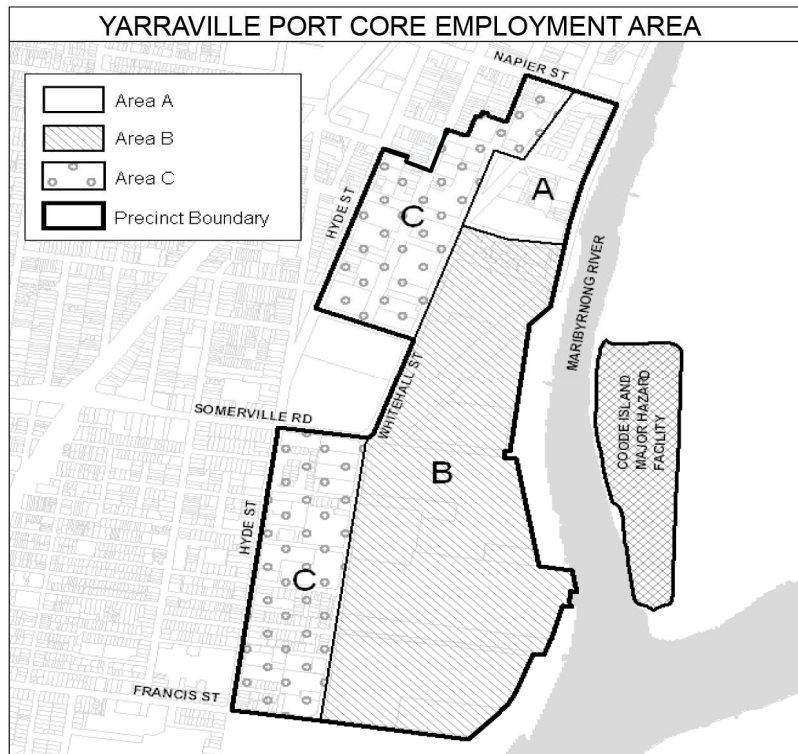 YARRAVILLE PORT CORE EMPLOYMENT AREA
NAPIER ST
Area A
Area B
Area C
Precinct Boundary
A
HYDE ST
C
MARIBYRNONG RIVER
WHITEHALL ST
COODE ISLAND
MAJOR HAZARD
FACILITY
SOMERVILLE RD
B
HYDE ST
C
FRANCIS ST